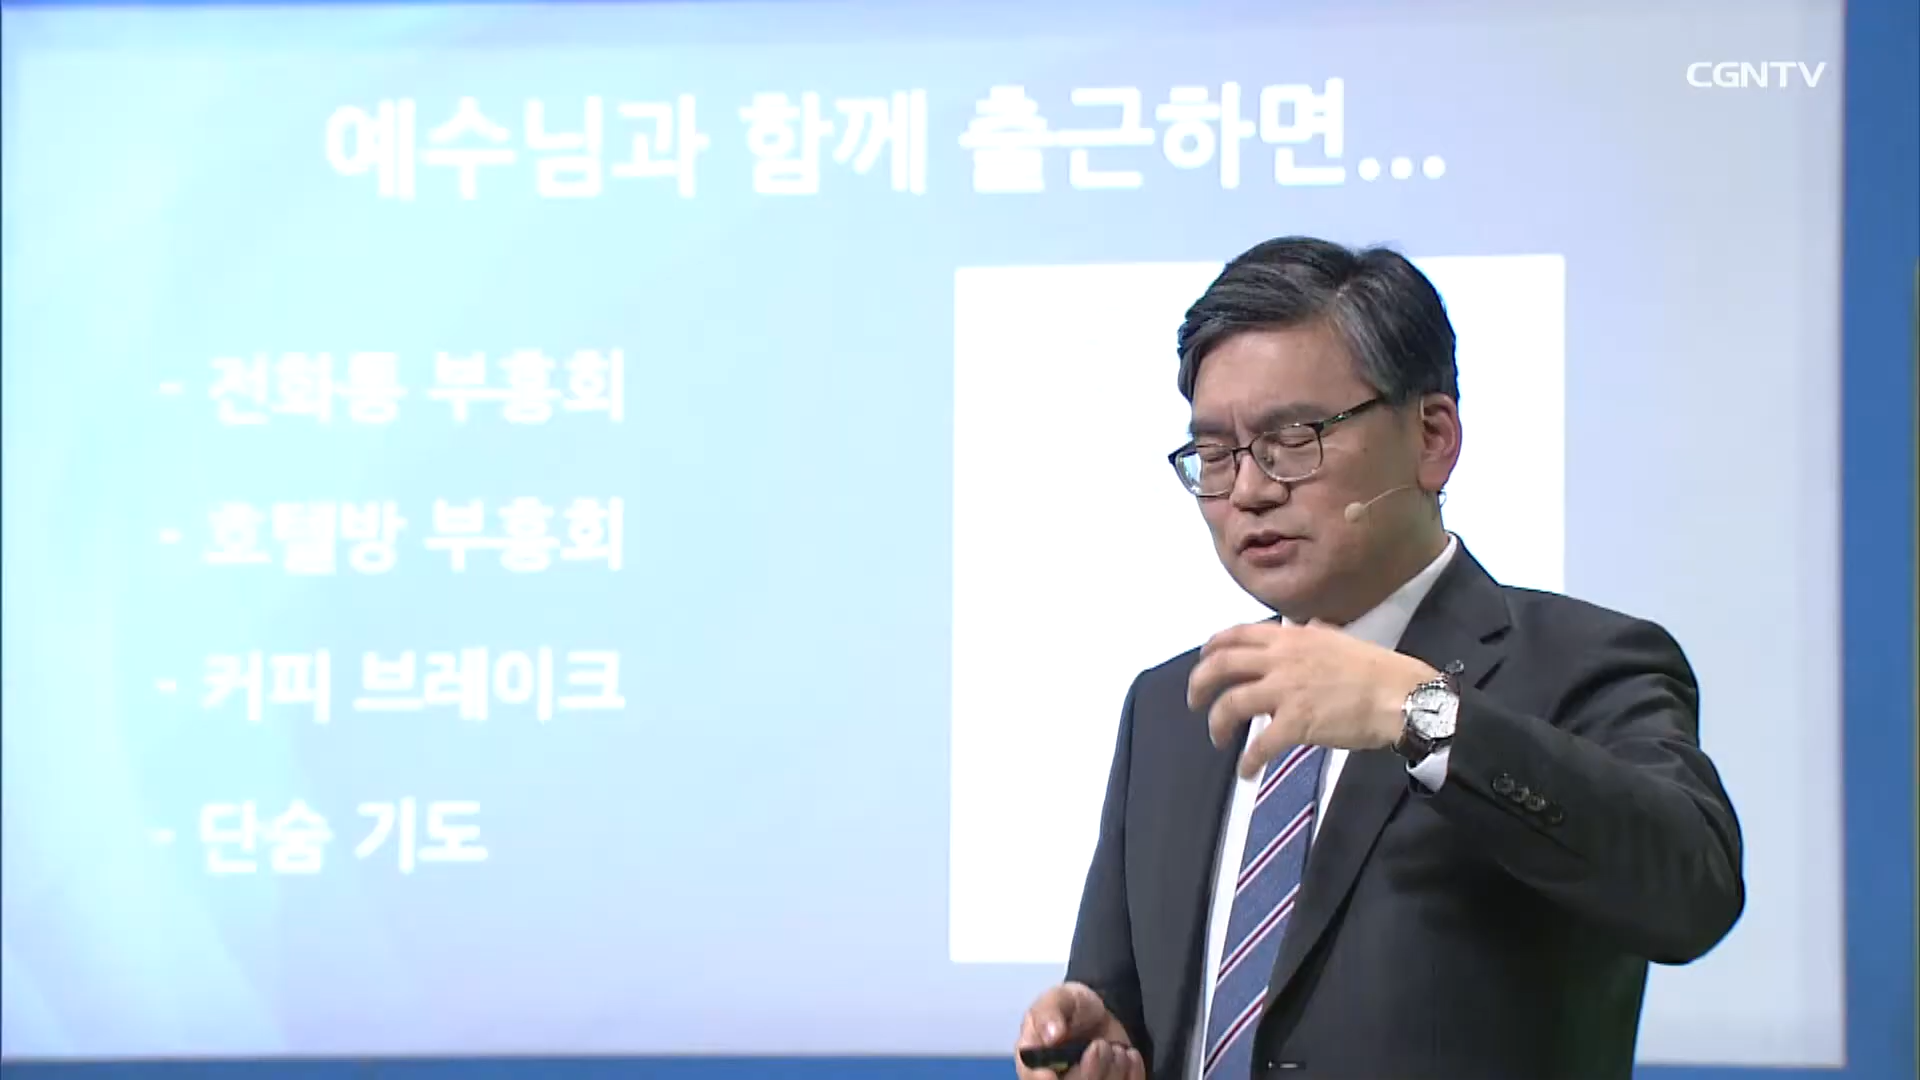 CGNTV
예수님과 함께 출근하면...
- 전화통 부흥회
- 호텔방 부흥회
- 커피 브레이크
- 단숨 기도